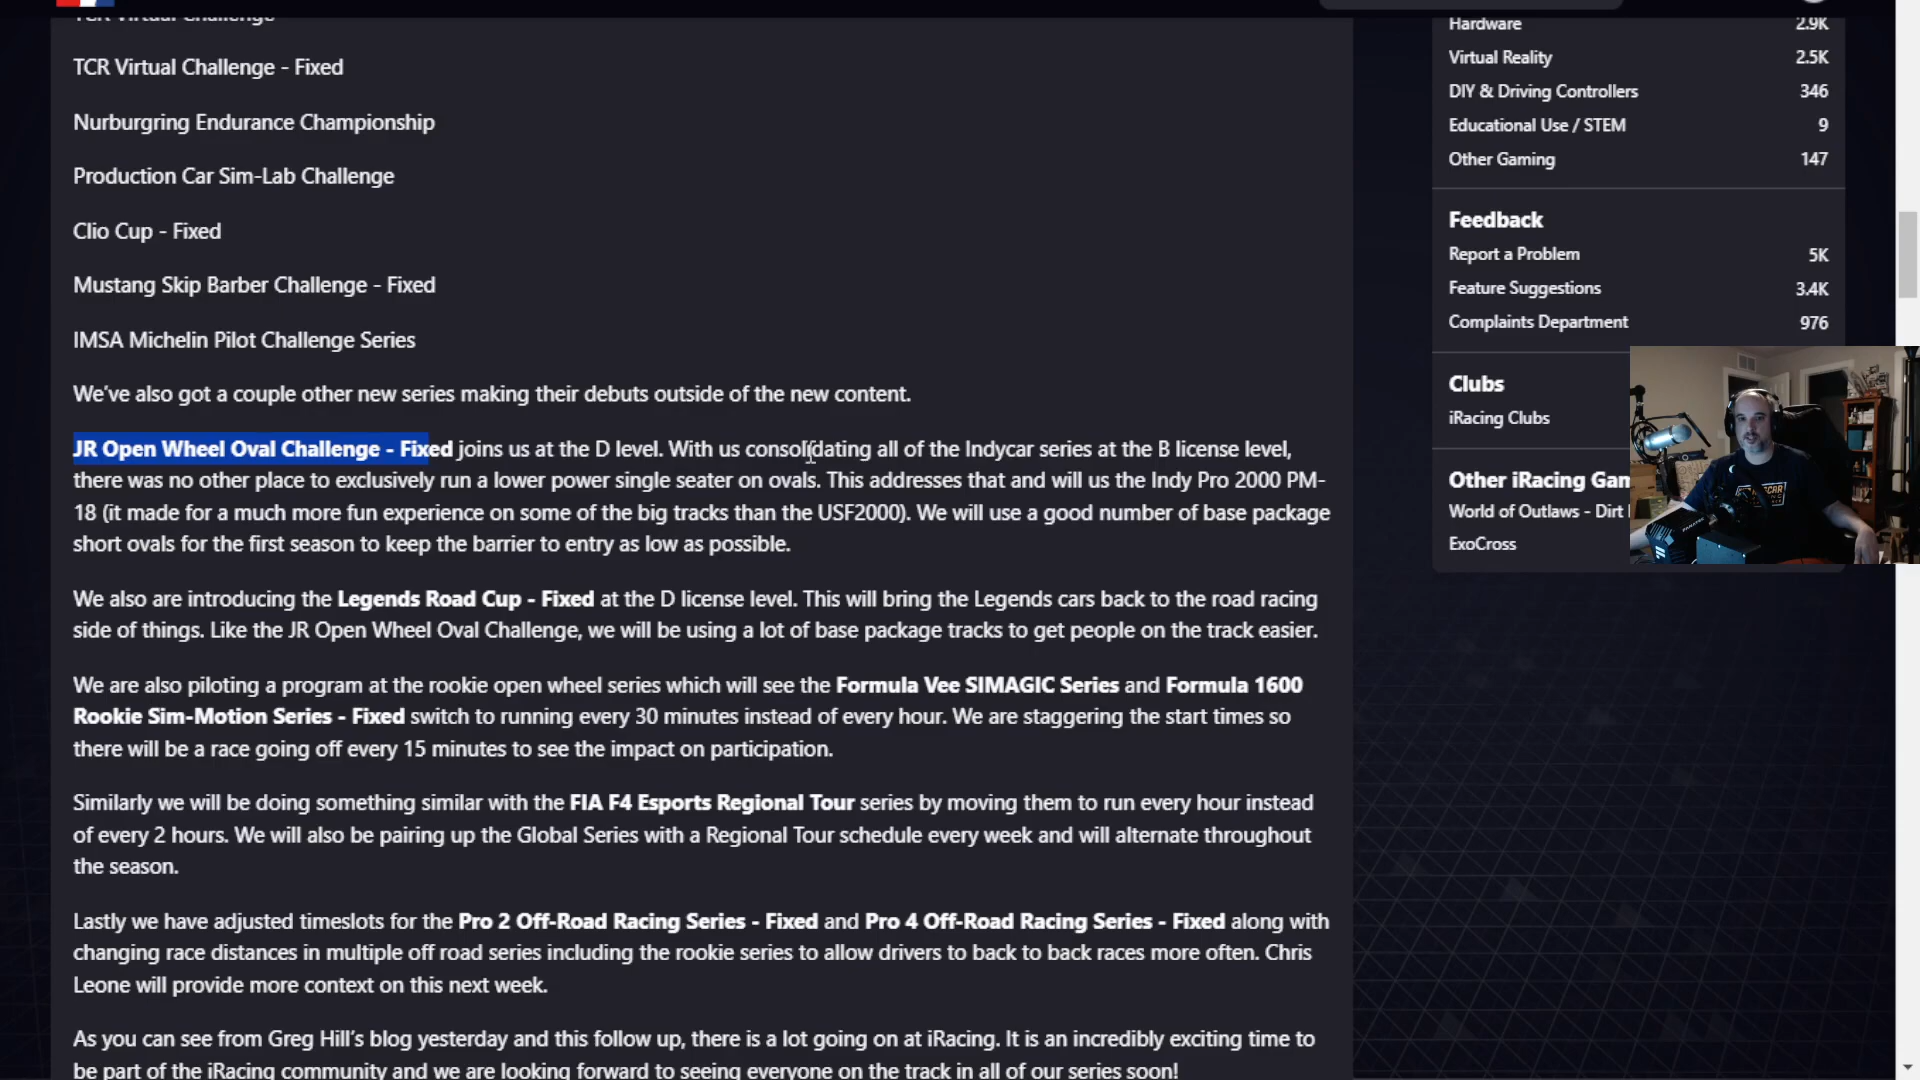 TCR Virtual Challenge
TCR Virtual Challenge - Fixed
Nurburgring Endurance Championship
Production Car Sim-Lab Challenge
Clio Cup - Fixed
Mustang Skip Barber Challenge - Fixed
IMSA Michelin Pilot Challenge Series
We've also got a couple other new series making their debuts outside of the new content.
JR Open Wheel Oval Challenge - Fixed joins us at the D level. With us consolidating all of the Indycar series at the B license level,
there was no other place to exclusively run a lower power single seater on ovals. This addresses that and will us the Indy Pro 2000 PM-
18 (it made for a much more fun experience on some of the big tracks than the USF2000). We will use a good number of base package
short ovals for the first season to keep the barrier to entry as low as possible.
We also are introducing the Legends Road Cup - Fixed at the D license level. This will bring the Legends cars back to the road racing
side of things. Like the JR Open Wheel Oval Challenge, we will be using a lot of base package tracks to get people on the track easier.
We are also piloting a program at the rookie open wheel series which will see the Formula Vee SIMAGIC Series and Formula 1600
Rookie Sim-Motion Series - Fixed switch to running every 30 minutes instead of every hour. We are staggering the start times so
there will be a race going off every 15 minutes to see the impact on participation.
Similarly we will be doing something similar with the FIA F4 Esports Regional Tour series by moving them to run every hour instead
of every 2 hours. We will also be pairing up the Global Series with a Regional Tour schedule every week and will alternate throughout
the season.
Lastly we have adjusted timeslots for the Pro 2 Off-Road Racing Series - Fixed and Pro 4 Off-Road Racing Series - Fixed along with
changing race distances in multiple off road series including the rookie series to allow drivers to back to back races more often. Chris
Leone will provide more context on this next week.
As you can see from Greg Hill's blog yesterday and this follow up, there is a lot going on at iRacing. It is an incredibly exciting time to
be part of the iRacing community and we are looking forward to seeing everyone on the track in all of our series soon!
Hardware 2.9K
Virtual Reality 2.5K
DIY & Driving Controllers 346
Educational Use / STEM 9
Other Gaming 147
Feedback
Report a Problem 5K
Feature Suggestions 3.4K
Complaints Department 976
Clubs
iRacing Clubs
Other iRacing Gam
World of Outlaws - Dirt
ExoCross